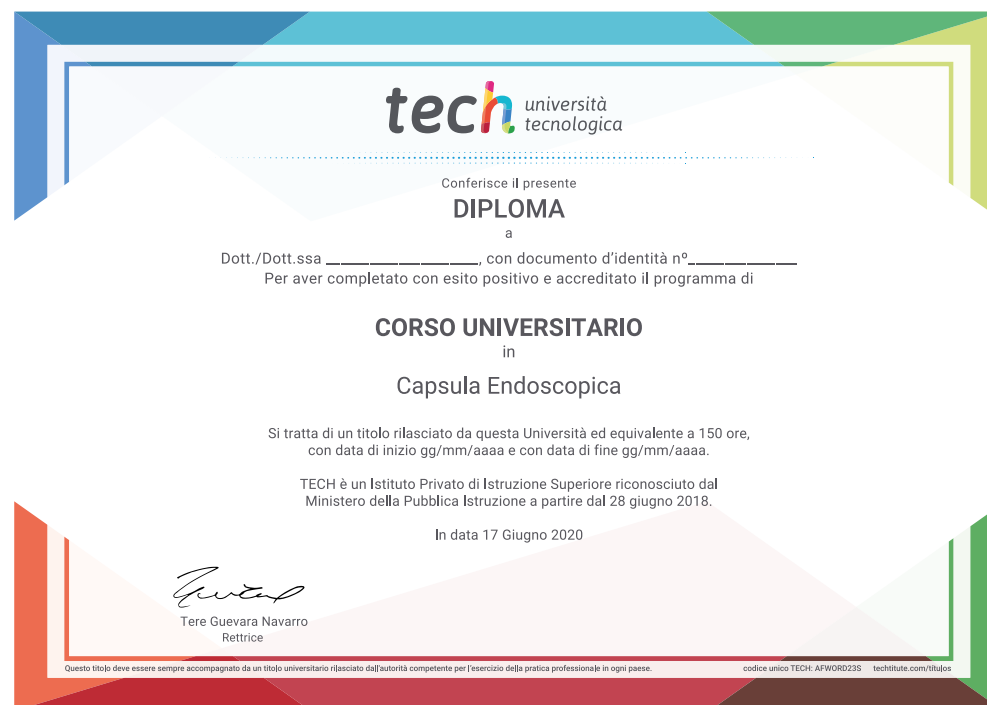 tech università
tecnologica
Conferisce il presente
DIPLOMA
a
Dott./Dott.ssa ___________________, con documento d'identità nº______________
Per aver completato con esito positivo e accreditato il programma di
CORSO UNIVERSITARIO
in
Capsula Endoscopica
Si tratta di un titolo rilasciato da questa Università ed equivalente a 150 ore,
con data di inizio gg/mm/aaaa e con data di fine gg/mm/aaaa.
TECH è un Istituto Privato di Istruzione Superiore riconosciuto dal
Ministero della Pubblica Istruzione a partire dal 28 giugno 2018.
In data 17 Giugno 2020
Tere Guevara Navarro
Rettrice
Questo titolo deve essere sempre accompagnato da un titolo universitario rilasciato dall'autorità competente per l'esercizio della pratica professionale in ogni paese. codice unico TECH: AFWORD23S techtitute.com/títulos